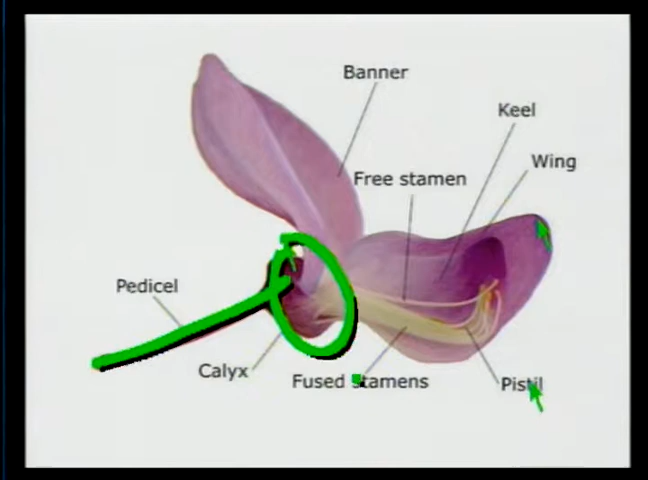 Banner
Keel
Wing
Free stamen
Pedicel
Calyx
Fused stamens
Pistil